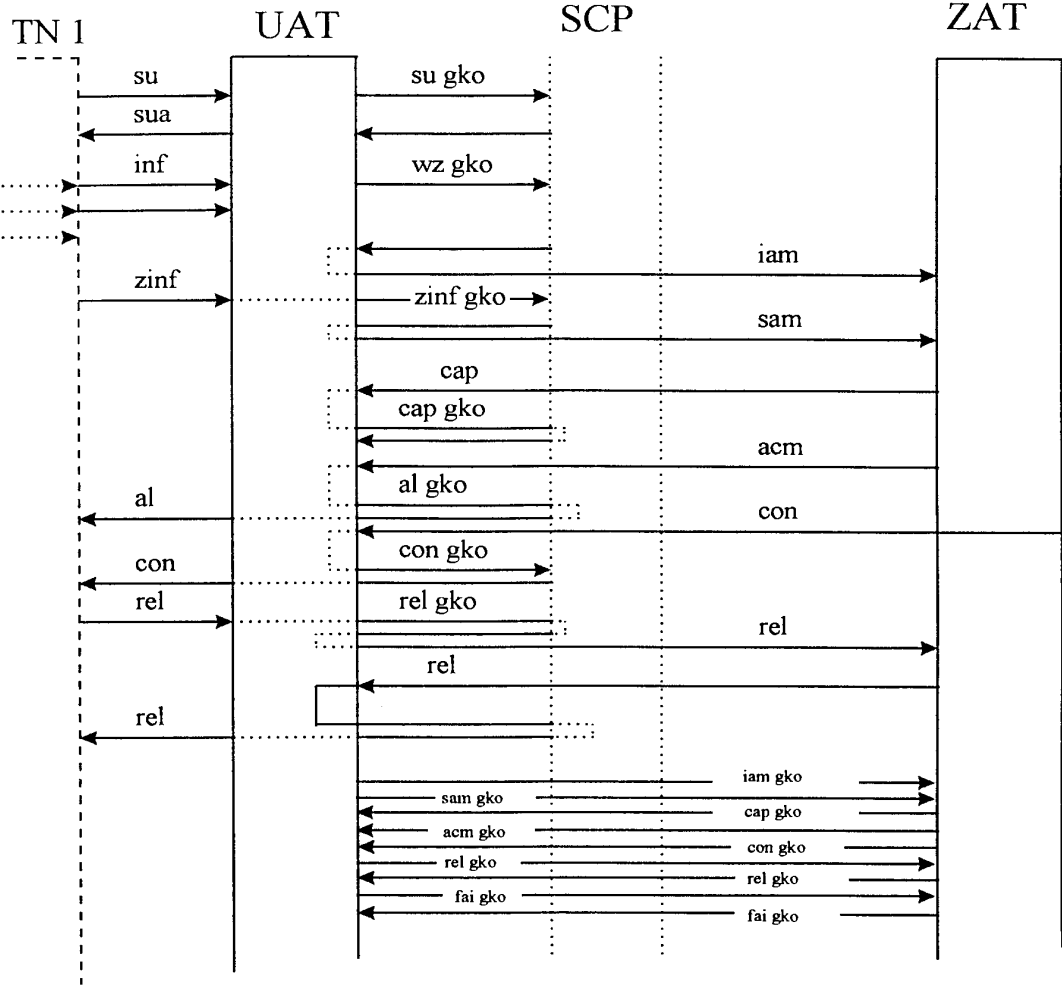 TN 1 UAT SCP ZAT
su su gko
sua
inf wz gko
iam
zinf zinf gko
sam
cap
cap gko
acm
al al gko
con
con con gko
rel rel gko
rel
rel
rel
iam gko
sam gko
cap gko
acm gko
con gko
rel gko
rel gko
fai gko
fai gko